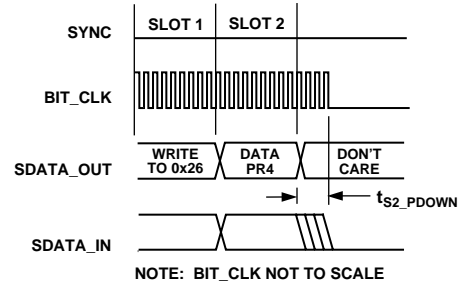 SYNC
SLOT 1
SLOT 2
BIT_CLK
SDATA_OUT
WRITE
TO 0x26
DATA
PR4
DON'T
CARE
tS2_PDOWN
SDATA_IN
NOTE: BIT_CLK NOT TO SCALE